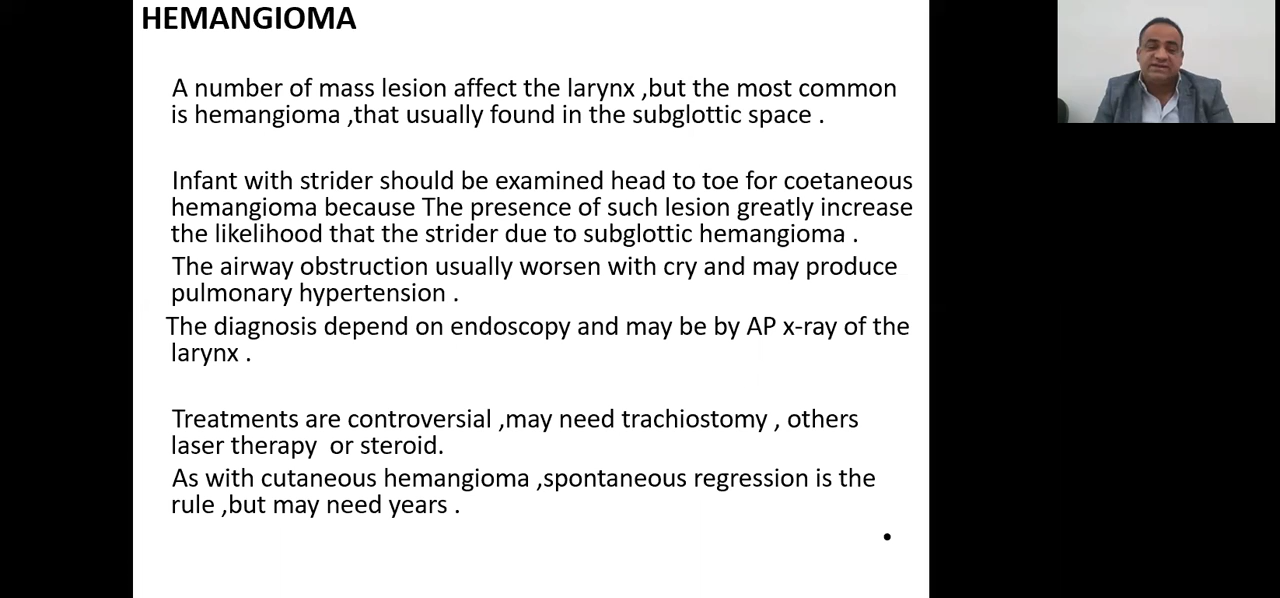 HEMANGIOMA
A number of mass lesion affect the larynx ,but the most common
is hemangioma ,that usually found in the subglottic space .
Infant with strider should be examined head to toe for coetaneous
hemangioma because The presence of such lesion greatly increase
the likelihood that the strider due to subglottic hemangioma .
The airway obstruction usually worsen with cry and may produce
pulmonary hypertension .
The diagnosis depend on endoscopy and may be by AP x-ray of the
larynx .
Treatments are controversial ,may need trachiostomy , others
laser therapy  or steroid.
As with cutaneous hemangioma ,spontaneous regression is the
rule ,but may need years .